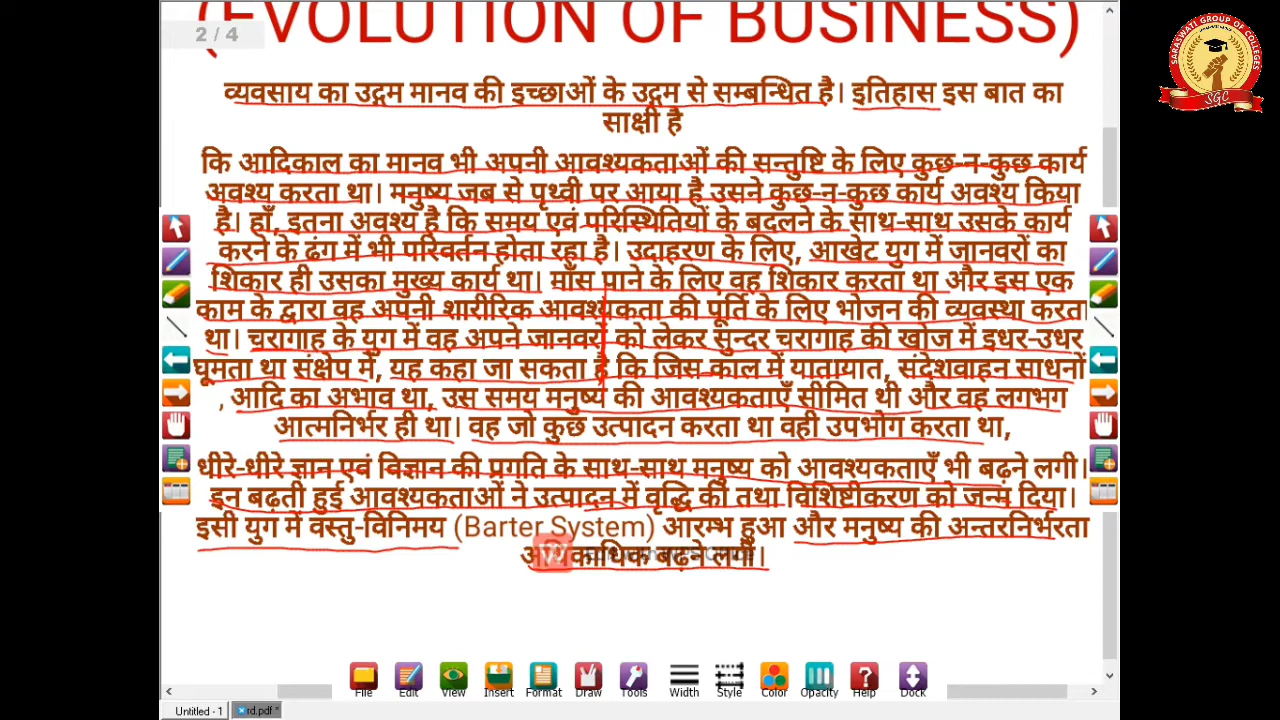 (EVOLUTION OF BUSINESS)
2 / 4
SARASWATI GROUP OF COLLEGES
SGC
व्यवसाय का उद्गम मानव की इच्छाओं के उद्गम से सम्बन्धित है। इतिहास इस बात का
साक्षी है
कि आदिकाल का मानव भी अपनी आवश्यकताओं की सन्तुष्टि के लिए कुछ-न-कुछ कार्य
अवश्य करता था। मनुष्य जब से पृथ्वी पर आया है उसने कुछ-न-कुछ कार्य अवश्य किया
है। हाँ, इतना अवश्य है कि समय एवं परिस्थितियों के बदलने के साथ-साथ उसके कार्य
करने के ढंग में भी परिवर्तन होता रहा है। उदाहरण के लिए, आखेट युग में जानवरों का
शिकार ही उसका मुख्य कार्य था। माँस पाने के लिए वह शिकार करता था और इस एक
काम के द्वारा वह अपनी शारीरिक आवश्यकता की पूर्ति के लिए भोजन की व्यवस्था करता
था। चरागाह के युग में वह अपने जानवरों को लेकर सुन्दर चरागाह की खोज में इधर-उधर
घूमता था संक्षेप में, यह कहा जा सकता है कि जिस काल में यातायात, संदेशवाहन साधनों
, आदि का अभाव था, उस समय मनुष्य की आवश्यकताएँ सीमित थी और वह लगभग
आत्मनिर्भर ही था। वह जो कुछ उत्पादन करता था वही उपभोग करता था,
धीरे-धीरे ज्ञान एवं विज्ञान की प्रगति के साथ-साथ मनुष्य को आवश्यकताएँ भी बढ़ने लगी।
इन बढ़ती हुई आवश्यकताओं ने उत्पादन में वृद्धि की तथा विशिष्टीकरण को जन्म दिया।
इसी युग में वस्तु-विनिमय (Barter System) आरम्भ हुआ और मनुष्य की अन्तरनिर्भरता
बढ़ने लगी।
File Edit View Insert Format Draw Tools Width Style Color Opacity Help Dock
Untitled - 1 rd.pdf *